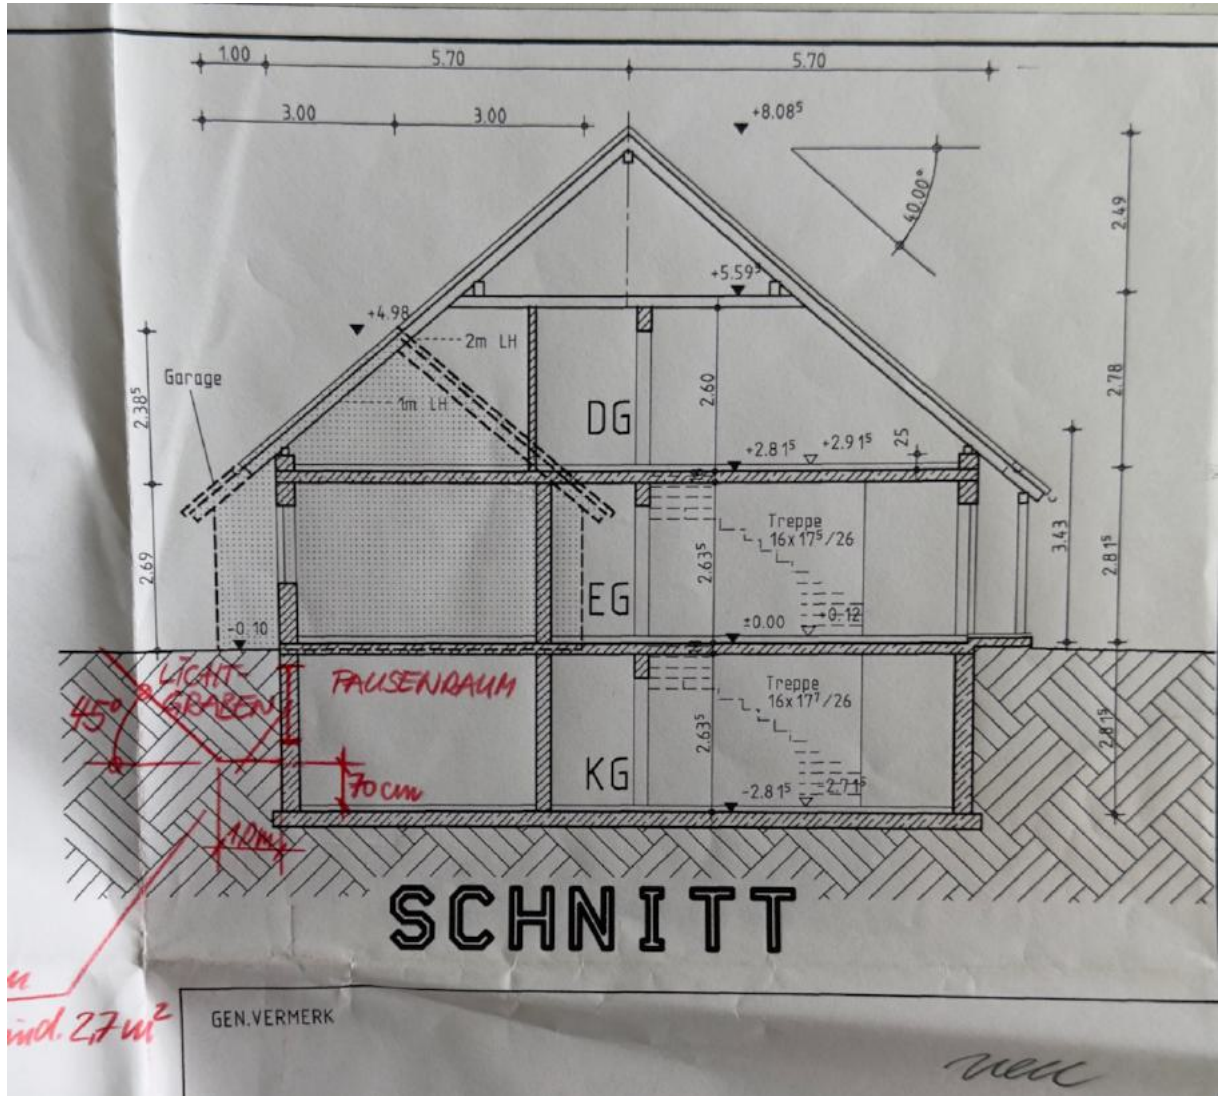 1.00 5.70 5.70
3.00 3.00
+8.08⁵
40.00°
2.49
+5.59⁵
+4.98
2m LH
Garage
1m LH
2.38⁵
2.60
2.78
DG
25
+2.81⁵ +2.91⁵
Treppe
16x17⁵/26
2.69
2.63⁵
3.43
2.81⁵
EG
-0.10
±0.00
+0.12
LICHT-
GRABEN
PAUSENRAUM
45°
Treppe
16x17⁷/26
2.63⁵
2.81⁵
KG
70cm
-2.81⁵ -2.71⁵
1.0m
SCHNITT
mind. 2,7 m²
GEN.VERMERK
neu